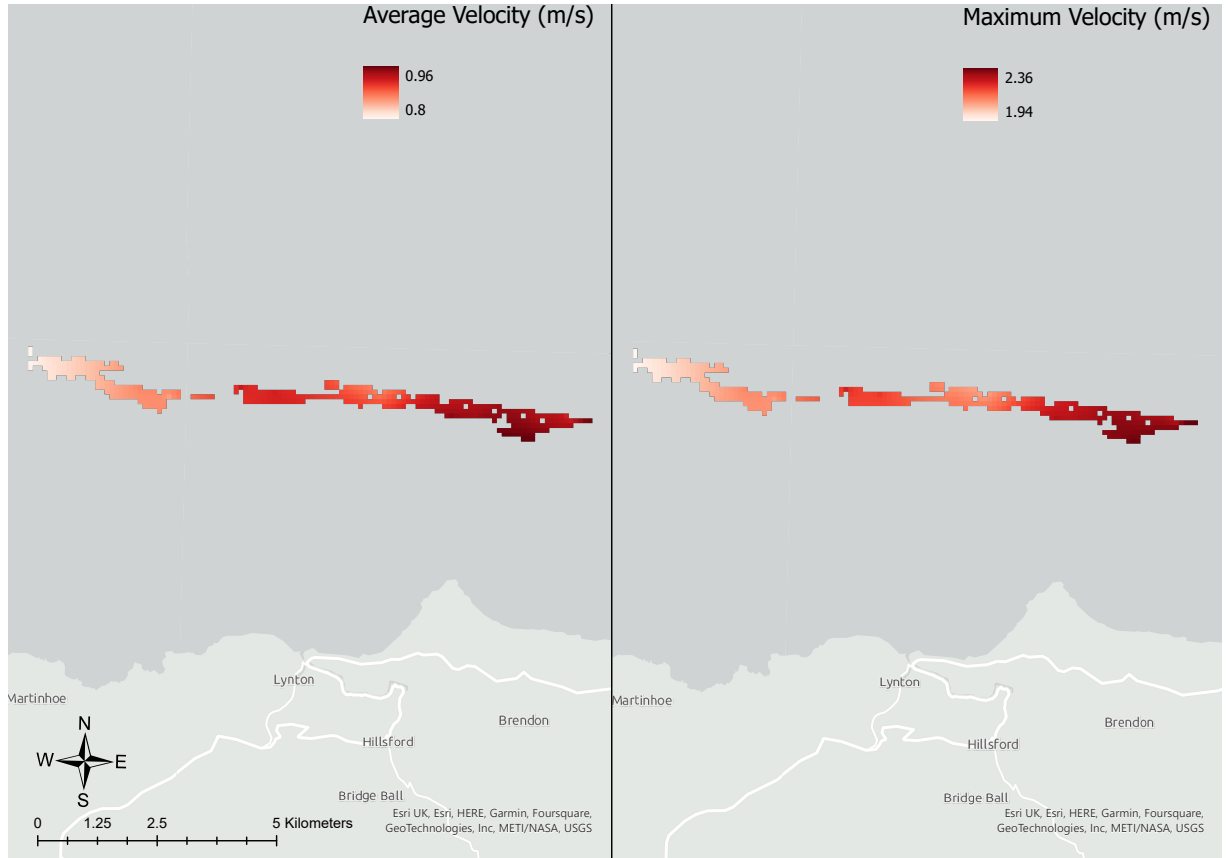 Average Velocity (m/s)
0.96
0.8
Martinhoe
Lynton
Brendon
Hillsford
Bridge Ball
N
W
E
S
0 1.25 2.5 5 Kilometers
Esri UK, Esri, HERE, Garmin, Foursquare,
GeoTechnologies, Inc, METI/NASA, USGS
Maximum Velocity (m/s)
2.36
1.94
Martinhoe
Lynton
Brendon
Hillsford
Bridge Ball
Esri UK, Esri, HERE, Garmin, Foursquare,
GeoTechnologies, Inc, METI/NASA, USGS